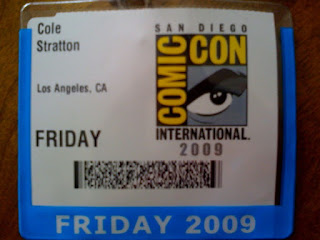 Cole
Stratton
Los Angeles, CA
FRIDAY
SAN DIEGO
COMIC CON
INTERNATIONAL.
2009
FRIDAY 2009